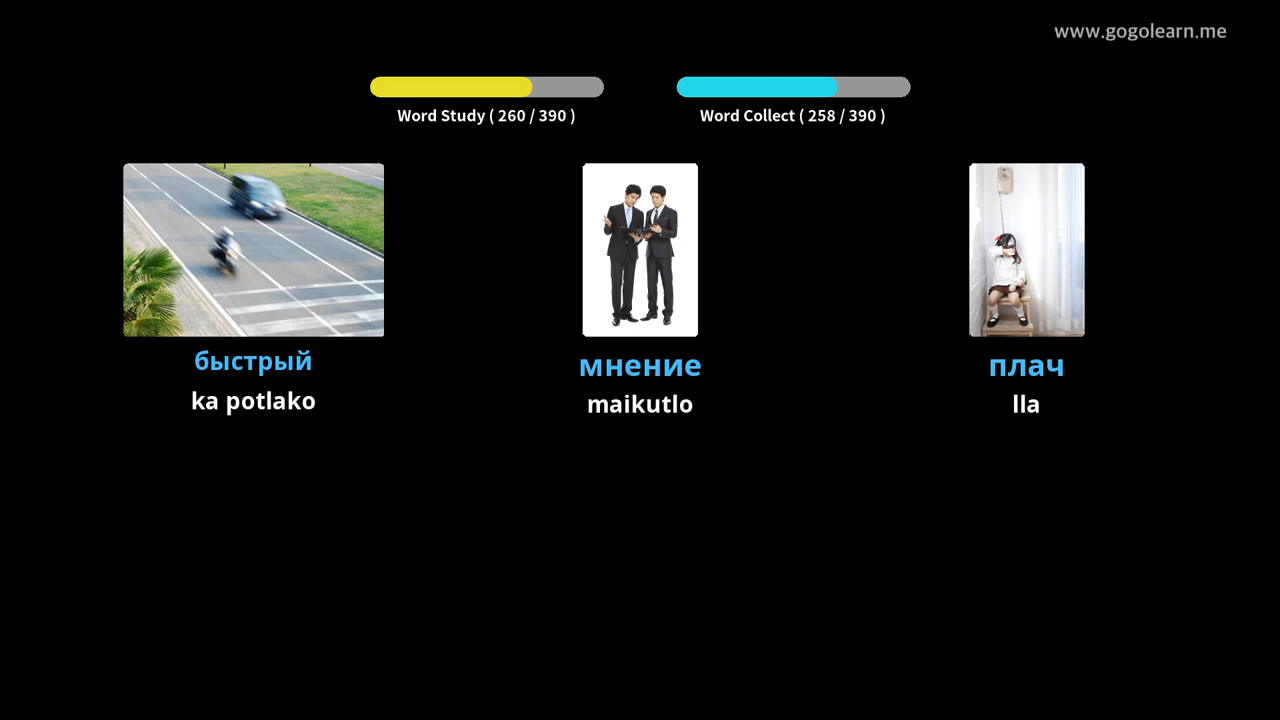 www.gogolearn.me
Word Study ( 260 / 390 )
Word Collect ( 258 / 390 )
быстрый
ka potlako
мнение
maikutlo
плач
lla